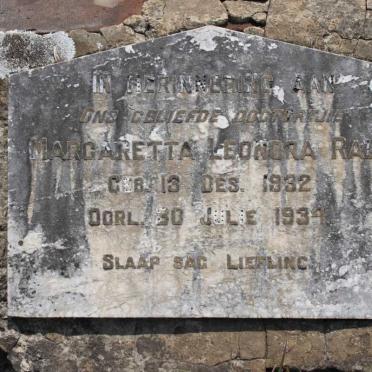 IN HERINNERING AAN
ONS GELIEFDE DOGTERTJIE
MARGARETTA LEONORA
GEB. 13 DES. 1932
OORL. 30 JULIE 1934
SLAAP SAG LIEFLING